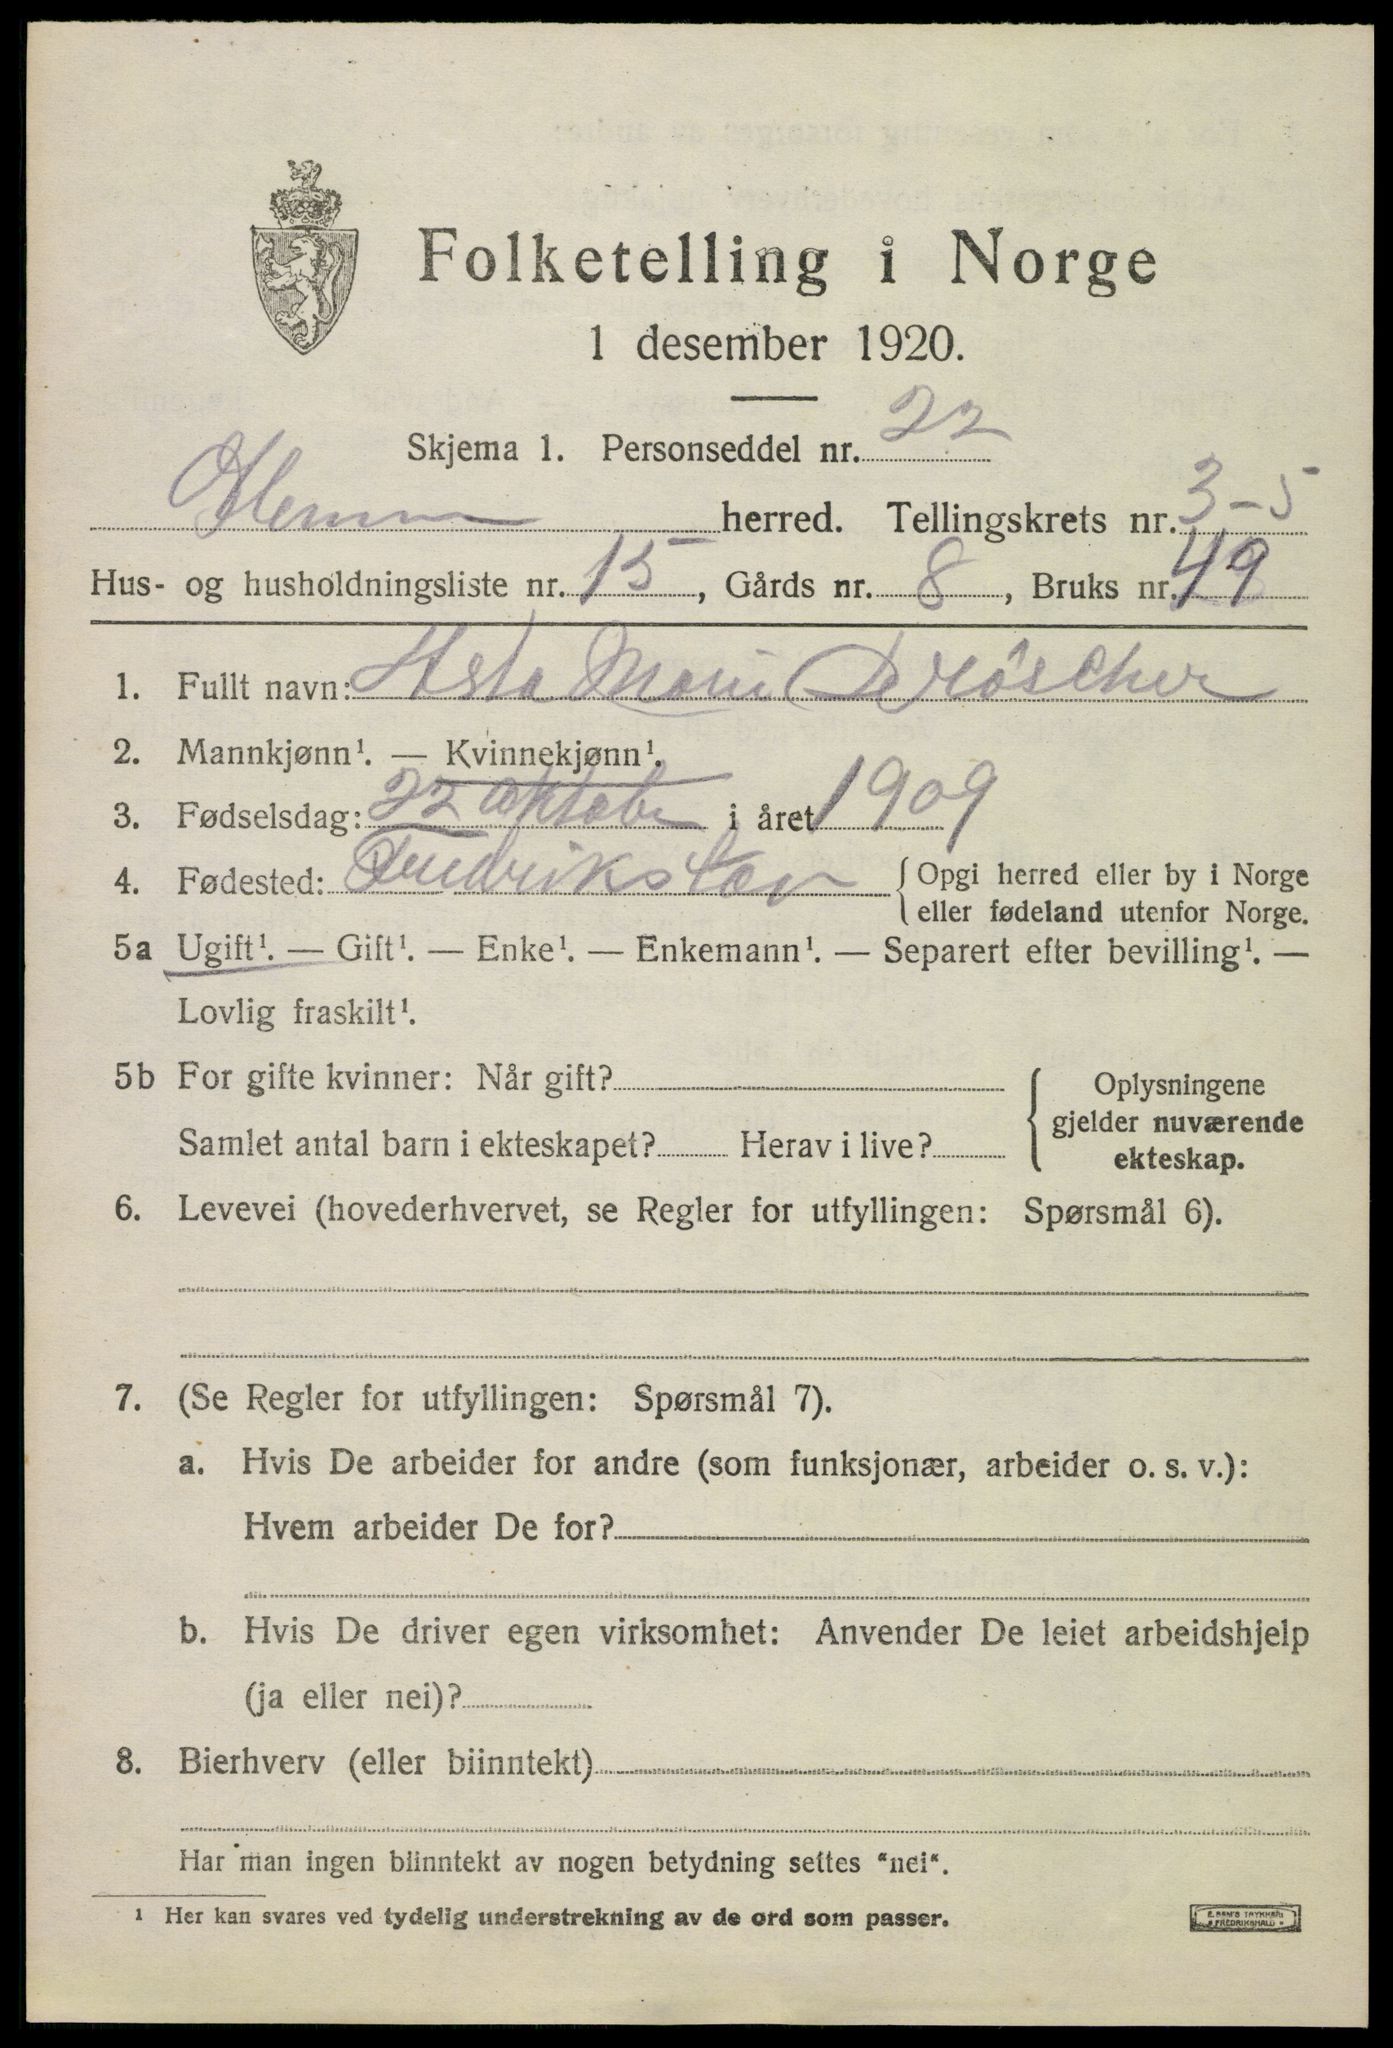 Folketelling i Norge
1 desember 1920.
Skjema 1. Personseddel nr. 22
Glemm herred. Tellingskrets nr. 3-5
Hus- og husholdningsliste nr. 15, Gårds nr. 8, Bruks nr. 49
1. Fullt navn: Asta Marie Dröscher
2. Mannkjønn¹. — Kvinnekjønn¹.
3. Fødselsdag: 22 oktober i året 1909
4. Fødested: Fredrikstad { Opgi herred eller by i Norge
eller fødeland utenfor Norge.
5a Ugift¹. — Gift¹. — Enke¹. — Enkemann¹. — Separert efter bevilling¹. —
Lovlig fraskilt¹.
5b For gifte kvinner: Når gift?
Samlet antal barn i ekteskapet? Herav i live?
{ Oplysningene
gjelder nuværende
ekteskap.
6. Levevei (hovederhvervet, se Regler for utfyllingen: Spørsmål 6).
7. (Se Regler for utfyllingen: Spørsmål 7).
a. Hvis De arbeider for andre (som funksjonær, arbeider o. s. v.):
Hvem arbeider De for?
b. Hvis De driver egen virksomhet: Anvender De leiet arbeidshjelp
(ja eller nei)?
8. Bierhverv (eller biinntekt)
Har man ingen biinntekt av nogen betydning settes "nei".
¹ Her kan svares ved tydelig understrekning av de ord som passer.
E. SEM'S TRYKKERI
FREDRIKSHALD